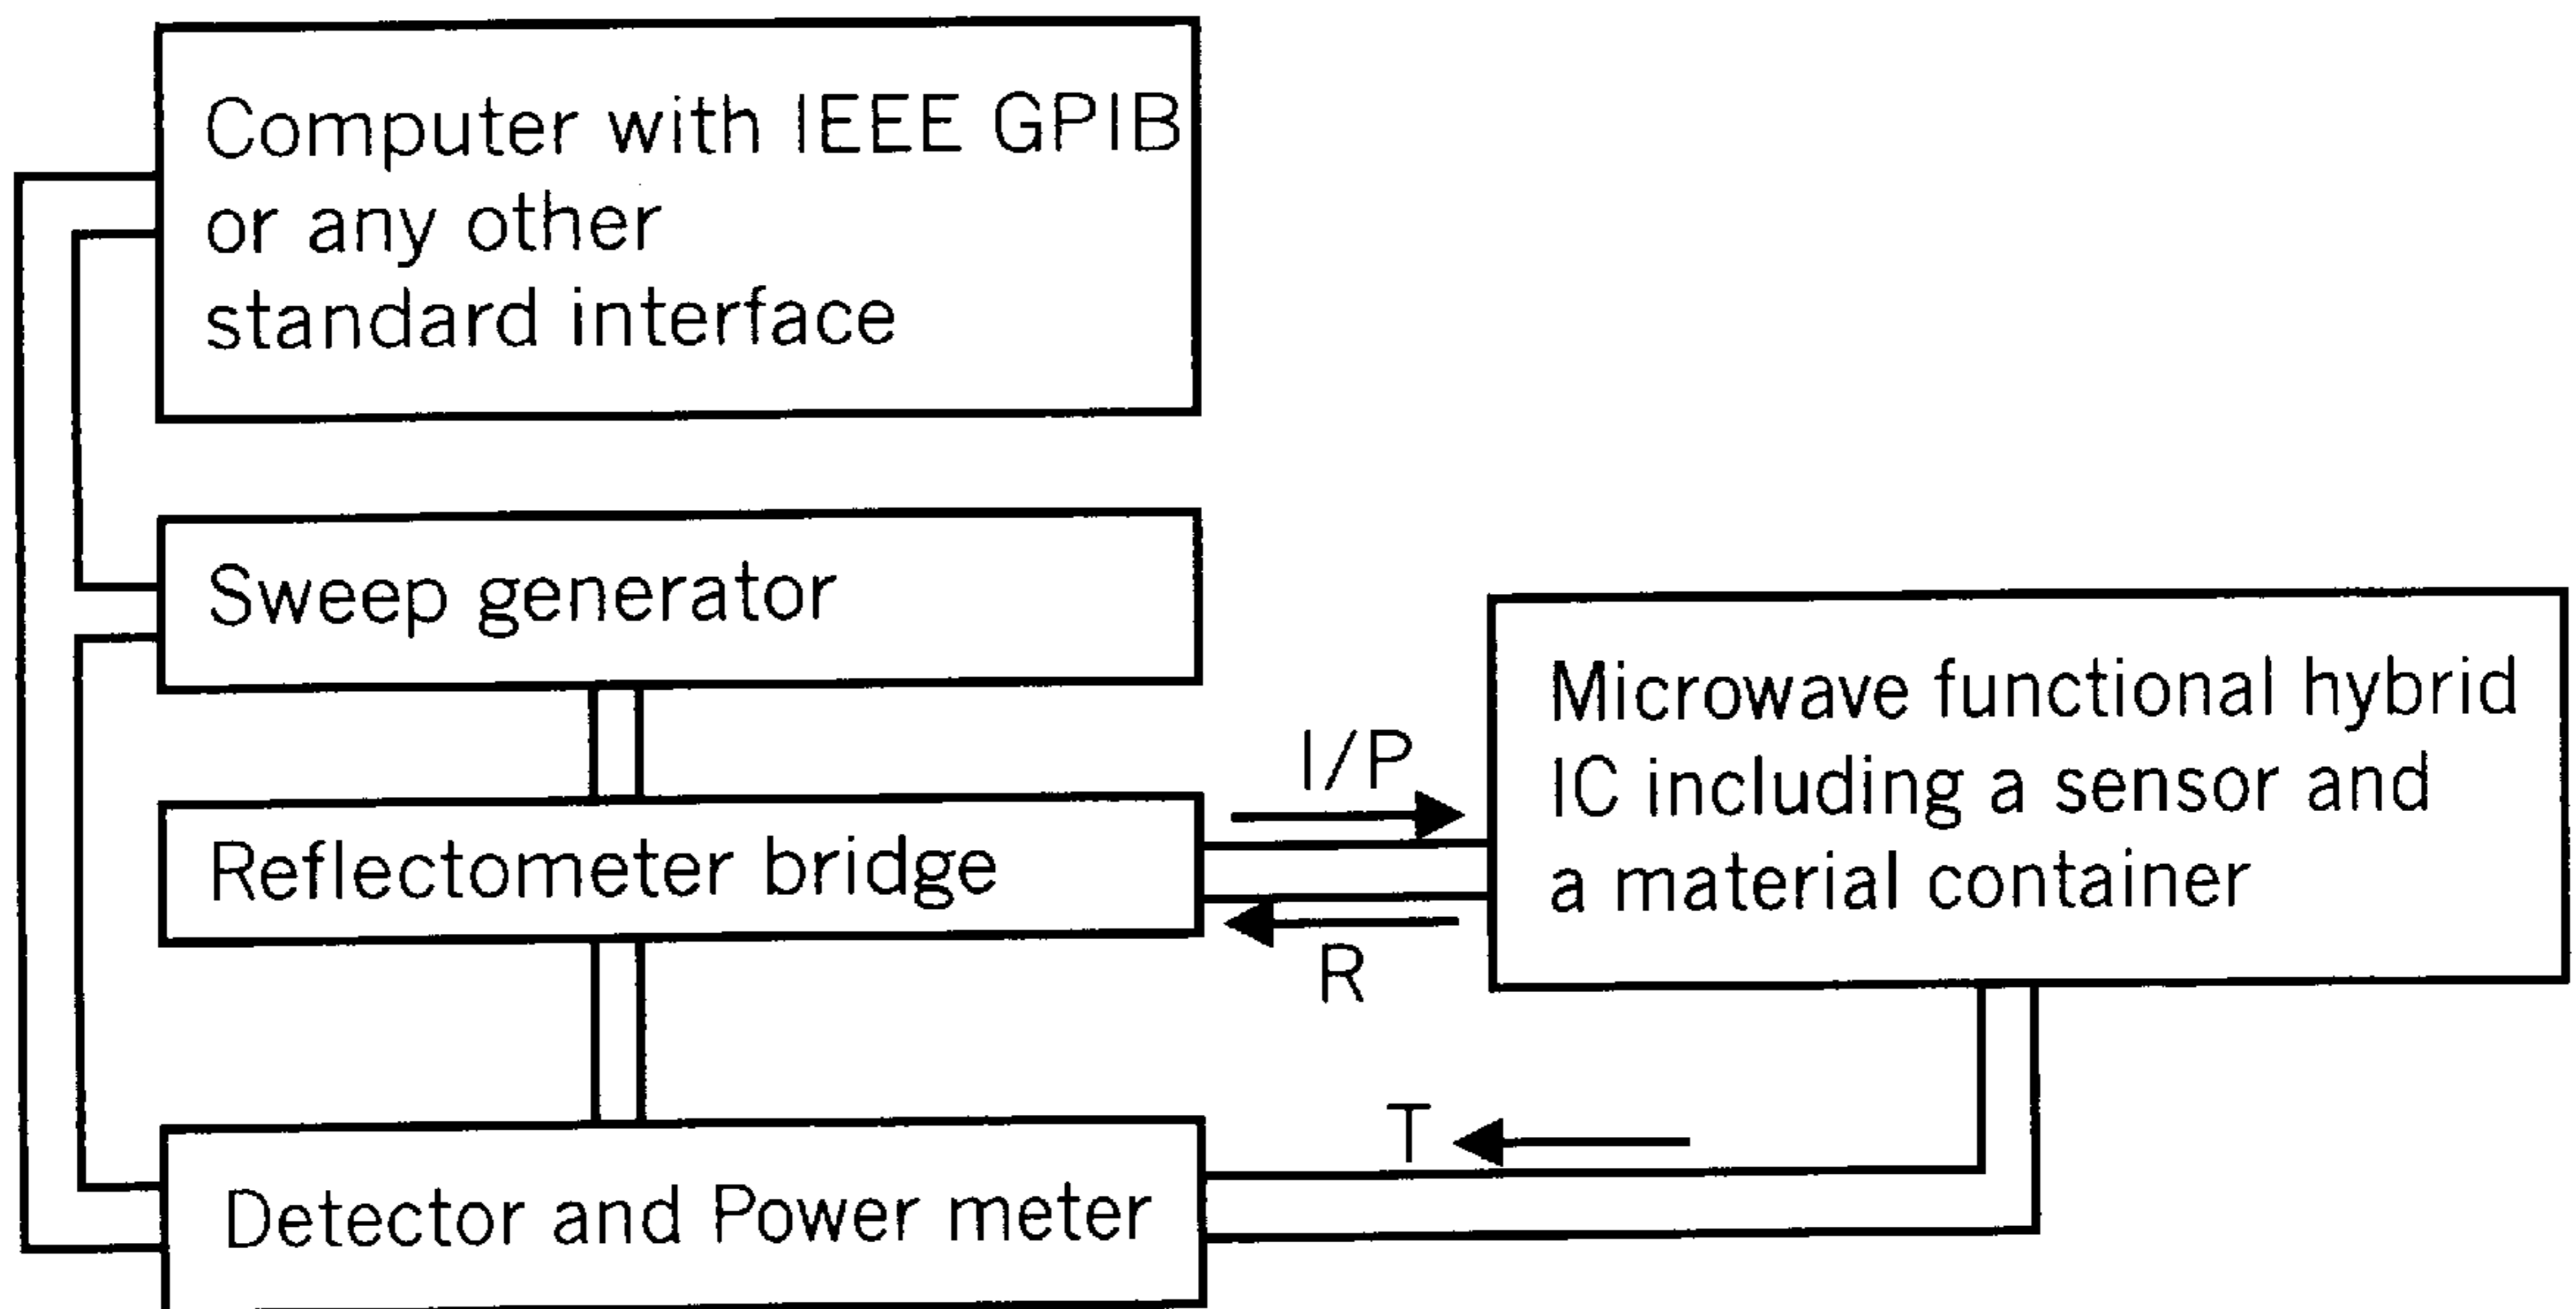 Computer with IEEE GPIB
or any other
standard interface
Sweep generator
Reflectometer bridge
I/P
R
Microwave functional hybrid
IC including a sensor and
a material container
T
Detector and Power meter